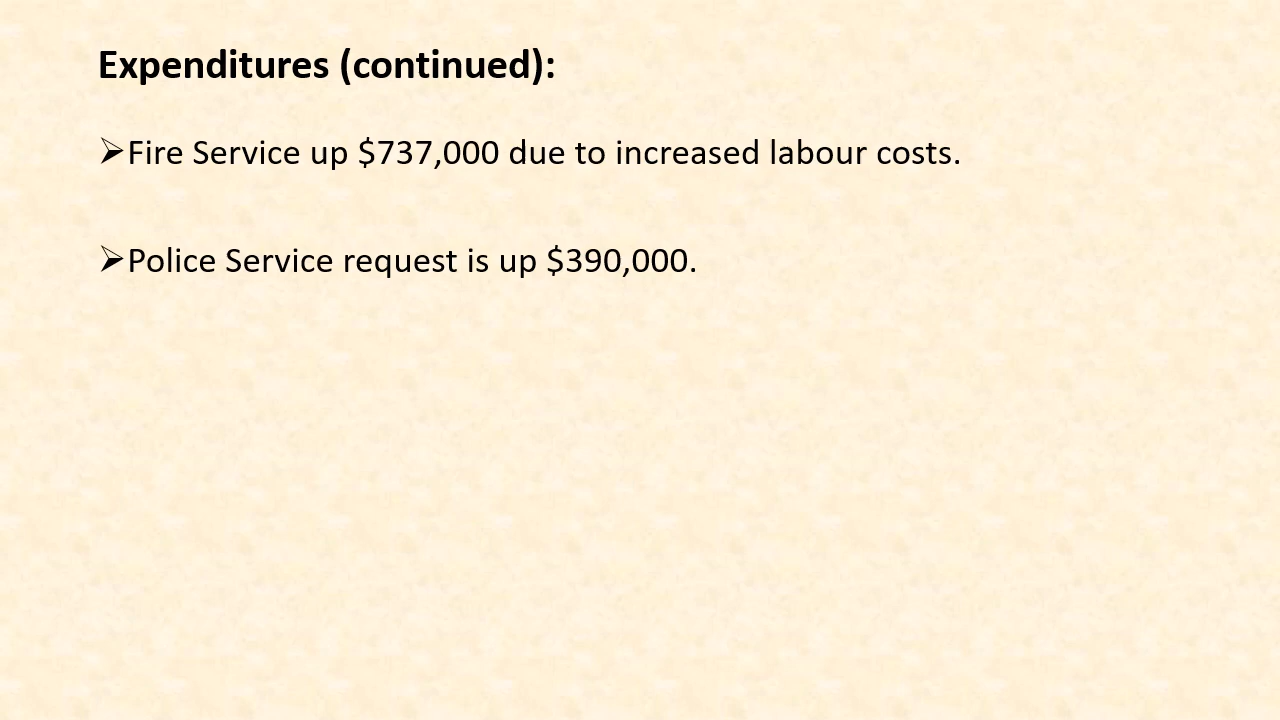 Expenditures (continued):
➢Fire Service up $737,000 due to increased labour costs.
➢Police Service request is up $390,000.